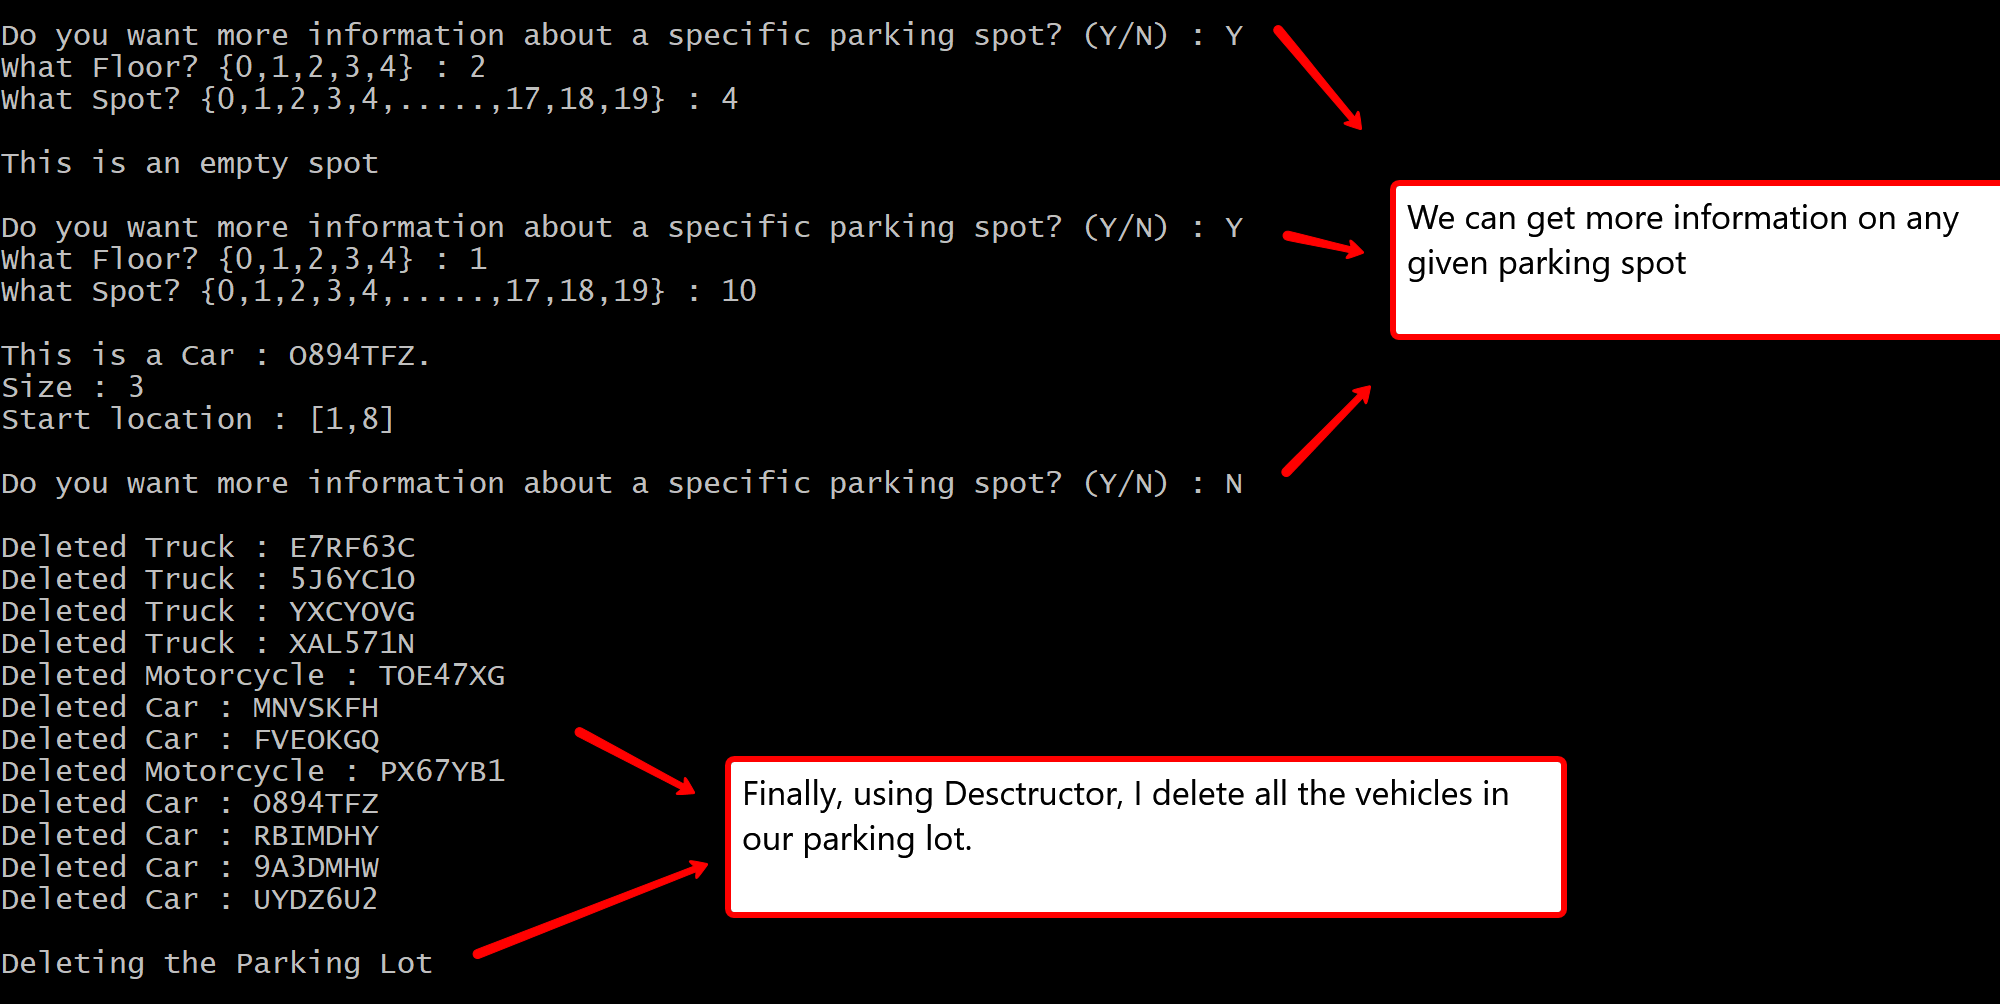 Do you want more information about a specific parking spot? (Y/N) : Y
What Floor? {0,1,2,3,4} : 2
What Spot? {0,1,2,3,4,.....,17,18,19} : 4
This is an empty spot
Do you want more information about a specific parking spot? (Y/N) : Y
What Floor? {0,1,2,3,4} : 1
What Spot? {0,1,2,3,4,.....,17,18,19} : 10
This is a Car : O894TFZ.
Size : 3
Start location : [1,8]
Do you want more information about a specific parking spot? (Y/N) : N
We can get more information on any
given parking spot
Deleted Truck : E7RF63C
Deleted Truck : 5J6YC1O
Deleted Truck : YXCYOVG
Deleted Truck : XAL571N
Deleted Motorcycle : TOE47XG
Deleted Car : MNVSKFH
Deleted Car : FVEOKGQ
Deleted Motorcycle : PX67YB1
Deleted Car : O894TFZ
Deleted Car : RBIMDHY
Deleted Car : 9A3DMHW
Deleted Car : UYDZ6U2
Deleting the Parking Lot
Finally, using Desctructor, I delete all the vehicles in
our parking lot.